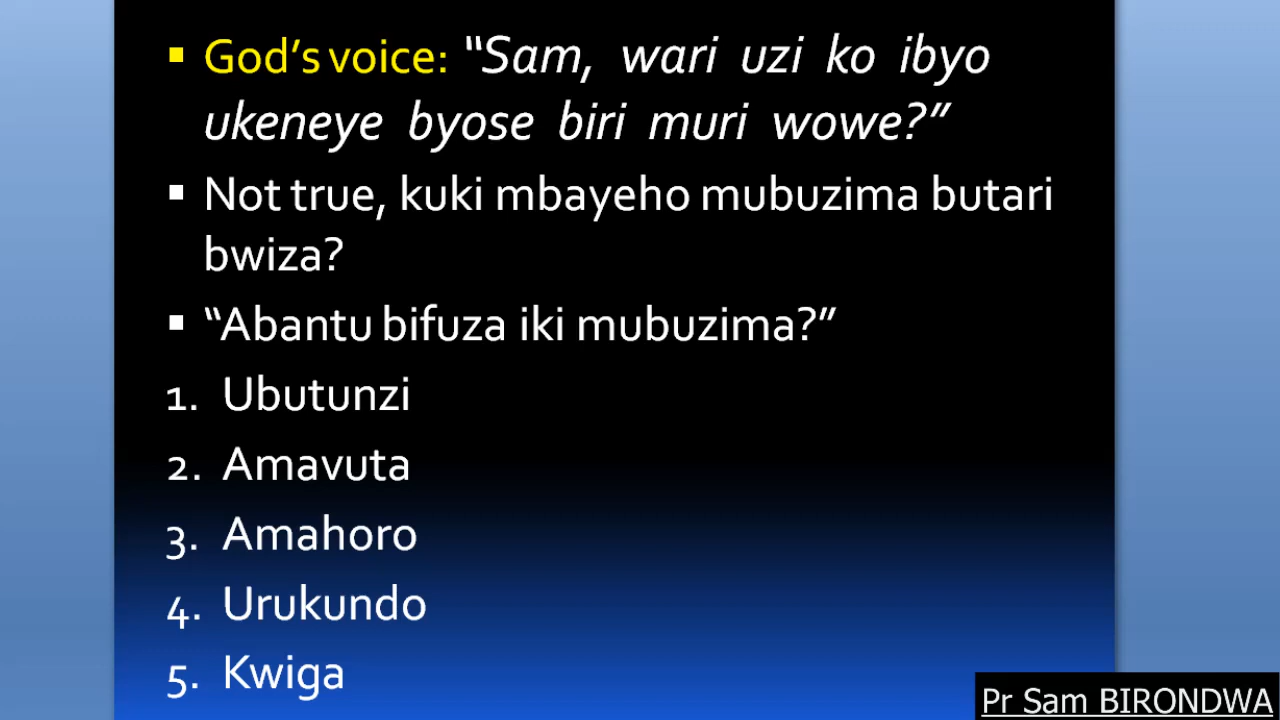 ▪ God's voice: “Sam, wari uzi ko ibyo
ukeneye byose biri muri wowe?”
▪ Not true, kuki mbayeho mubuzima butari
bwiza?
▪ “Abantu bifuza iki mubuzima?”
1. Ubutunzi
2. Amavuta
3. Amahoro
4. Urukundo
5. Kwiga
Pr Sam BIRONDWA